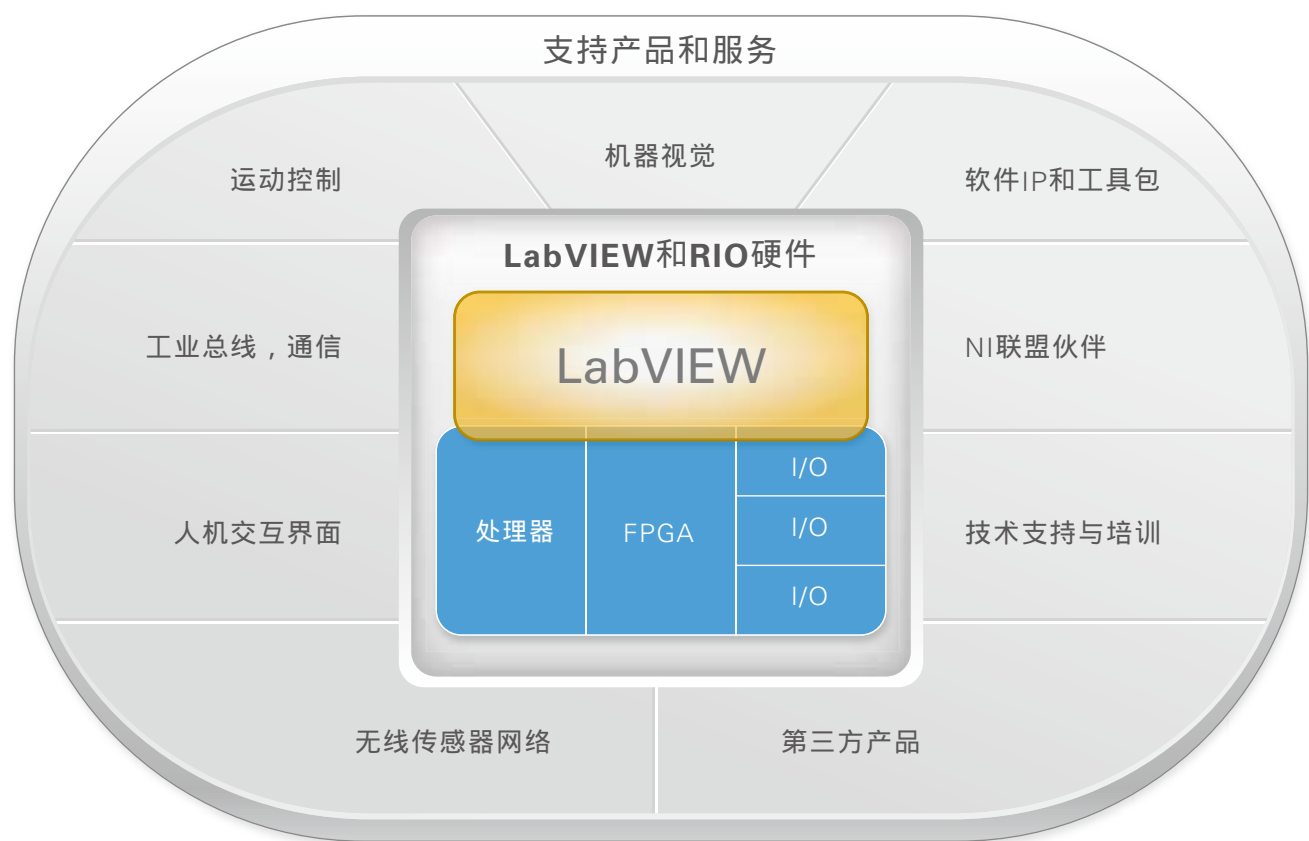 支持产品和服务
机器视觉
运动控制
软件IP和工具包
LabVIEW和RIO硬件
工业总线，通信
LabVIEW
NI联盟伙伴
I/O
人机交互界面
处理器
FPGA
I/O
技术支持与培训
I/O
无线传感器网络
第三方产品